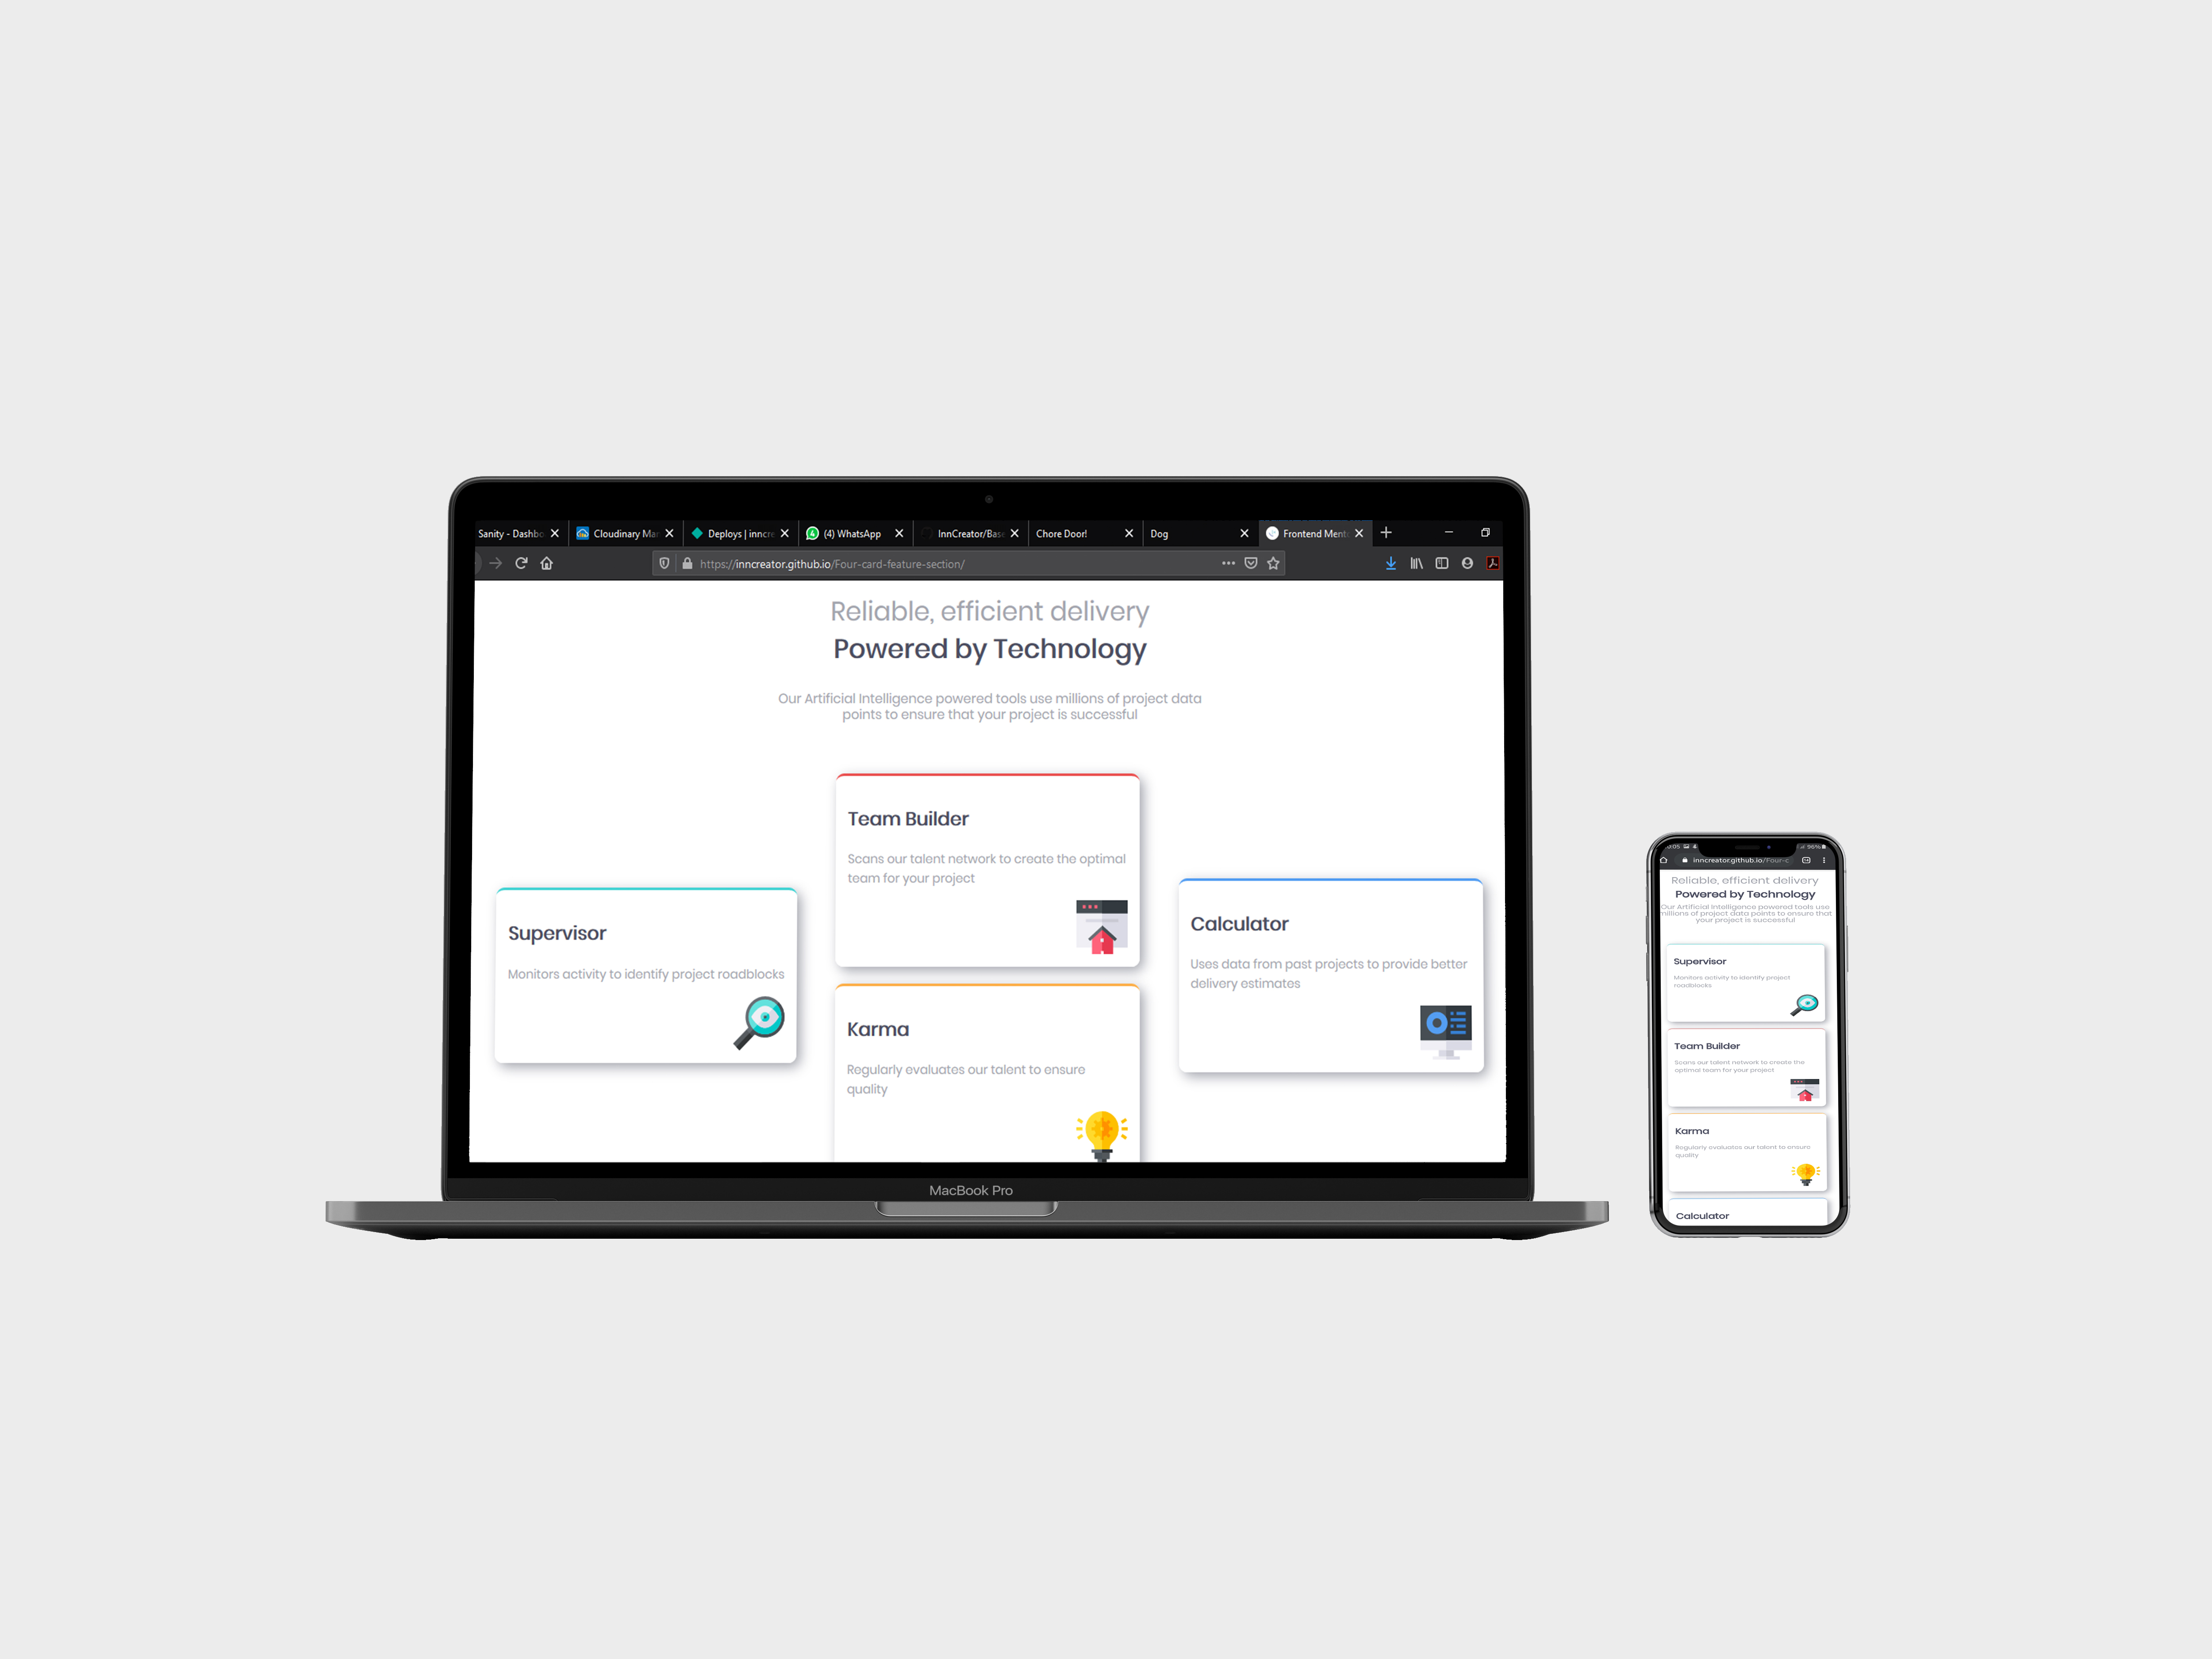 Sanity - Dashbo
Cloudinary Ma
Deploys | inncre
(4) WhatsApp
InnCreator/Base
Chore Door!
Dog
Frontend Mento
https://inncreator.github.io/Four-card-feature-section/
Reliable, efficient delivery
Powered by Technology
Our Artificial Intelligence powered tools use millions of project data
points to ensure that your project is successful
Team Builder
Scans our talent network to create the optimal
team for your project
Supervisor
Monitors activity to identify project roadblocks
Calculator
Uses data from past projects to provide better
delivery estimates
Karma
Regularly evaluates our talent to ensure
quality
MacBook Pro
96%
inncreator.github.io/Four-c
Reliable, efficient delivery
Powered by Technology
Our Artificial Intelligence powered tools use
millions of project data points to ensure that
your project is successful
Supervisor
Monitors activity to identify project
roadblocks
Team Builder
Scans our talent network to create the
optimal team for your project
Karma
Regularly evaluates our talent to ensure
quality
Calculator